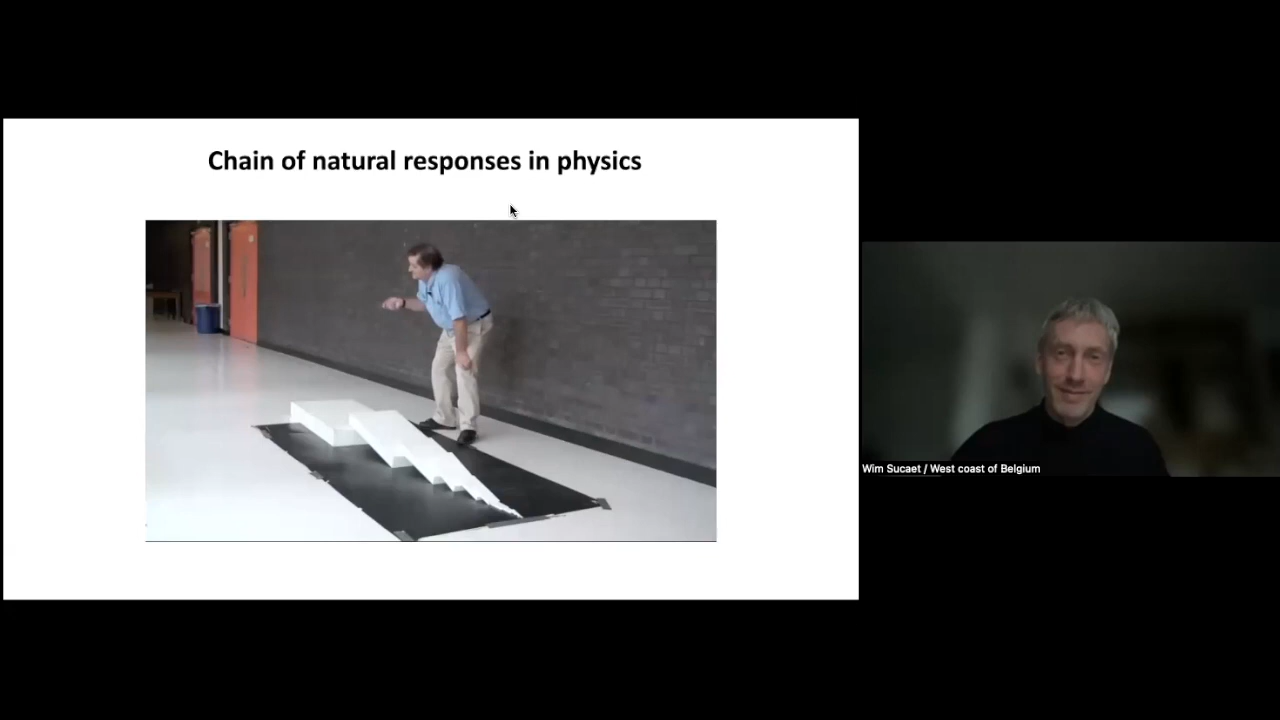 Chain of natural responses in physics
Wim Sucaet / West coast of Belgium